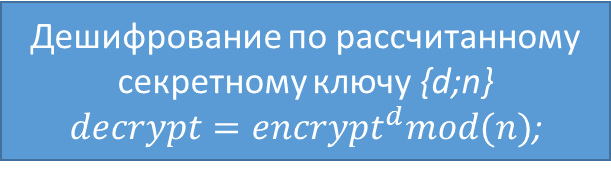 Дешифрование по рассчитанному
секретному ключу {d;n}
decrypt = encrypt^d mod(n);